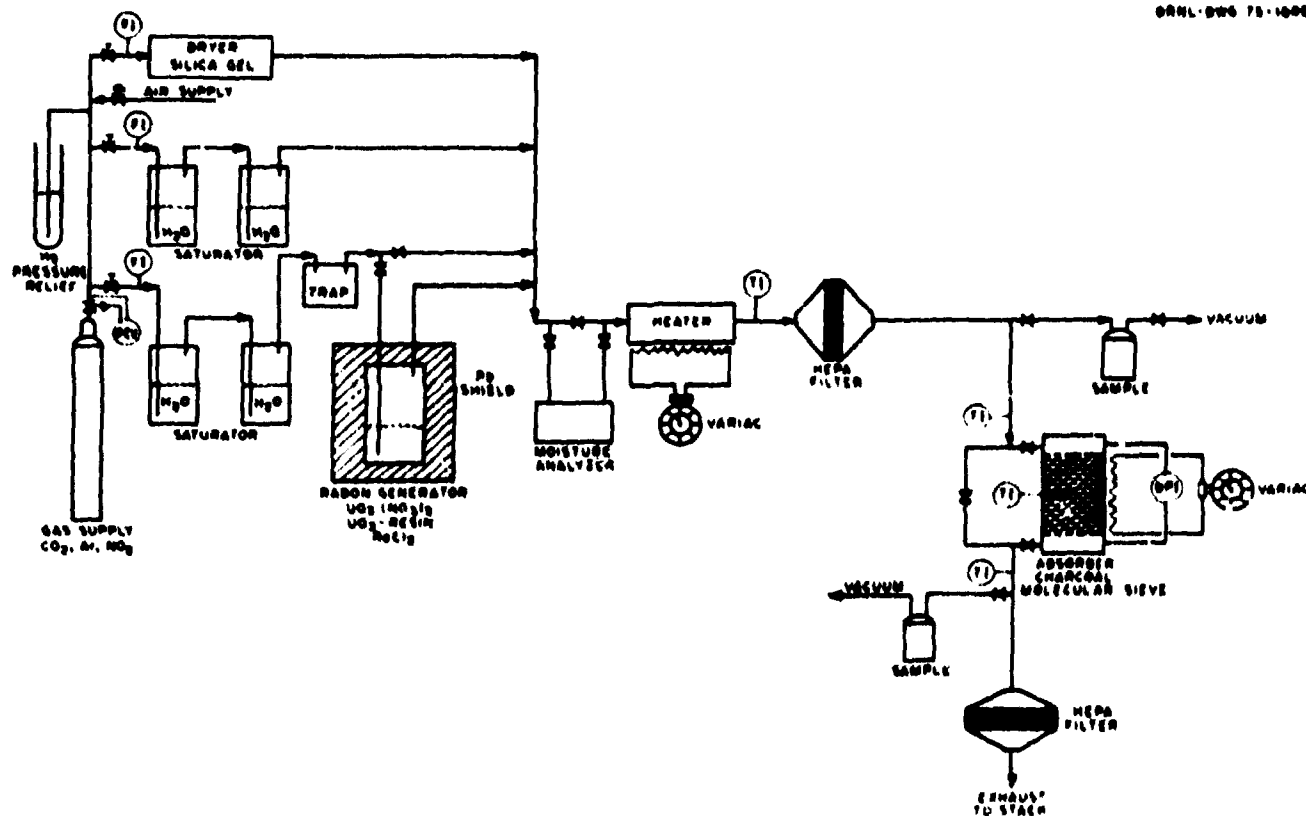 ORNL-DWG 75-
FI
DRYER
SILICA GEL
AIR SUPPLY
FI
H2O
H2O
SATURATOR
Hg
PRESSURE
RELIEF
FI
TRAP
H2O
H2O
SATURATOR
GAS SUPPLY
CO2, Ar, NO2
Pb
SHIELD
RADON GENERATOR
UO2 (NO3)2
UO2-RESIN
MOISTURE
ANALYZER
HEATER
VARIAC
TI
HEPA
FILTER
VACUUM
SAMPLE
TI
TI
DPI
VARIAC
ABSORBER
CHARCOAL
MOLECULAR SIEVE
TI
VACUUM
SAMPLE
HEPA
FILTER
EXHAUST
TO STACK